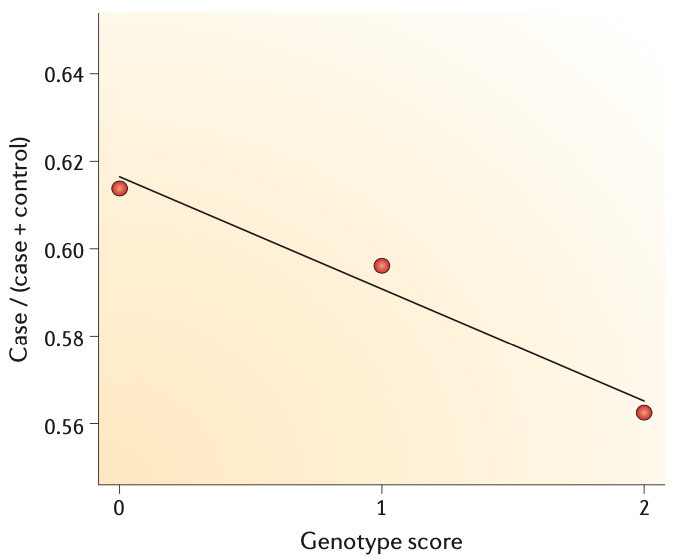 0.64
0.62
0.60
0.58
0.56
Case / (case + control)
0 1 2
Genotype score